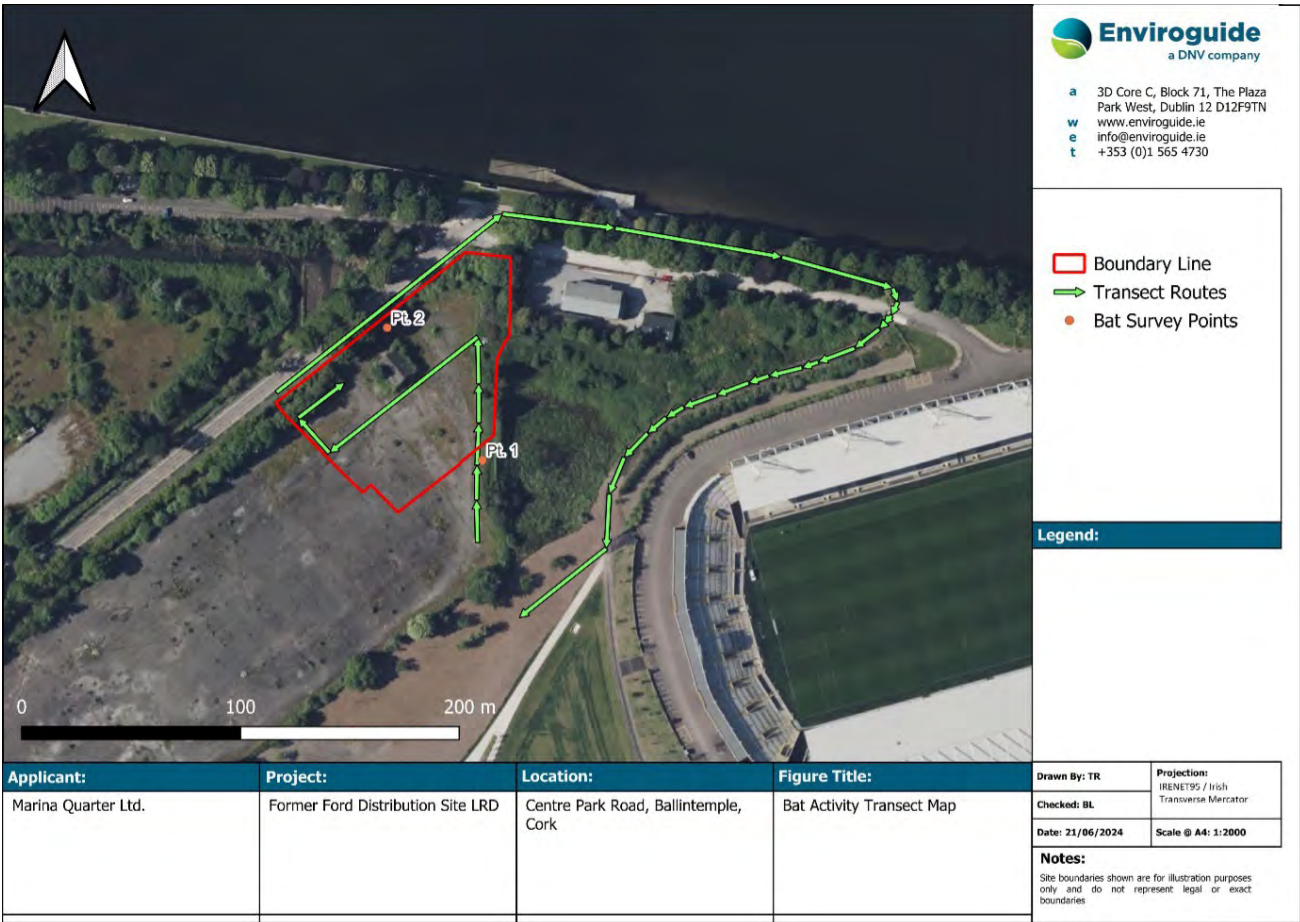 Enviroguide
a DNV company
a 3D Core C, Block 71, The Plaza
Park West, Dublin 12 D12F9TN
w www.enviroguide.ie
e info@enviroguide.ie
t +353 (0)1 565 4730
Boundary Line
Transect Routes
Bat Survey Points
Legend:
Pt. 2
Pt. 1
0 100 200 m
Applicant:
Marina Quarter Ltd.
Project:
Former Ford Distribution Site LRD
Location:
Centre Park Road, Ballintemple,
Cork
Figure Title:
Bat Activity Transect Map
Drawn By: TR
Checked: BL
Date: 21/06/2024
Projection:
IRENET95 / Irish
Transverse Mercator
Scale @ A4: 1:2000
Notes:
Site boundaries shown are for illustration purposes
only and do not represent legal or exact
boundaries